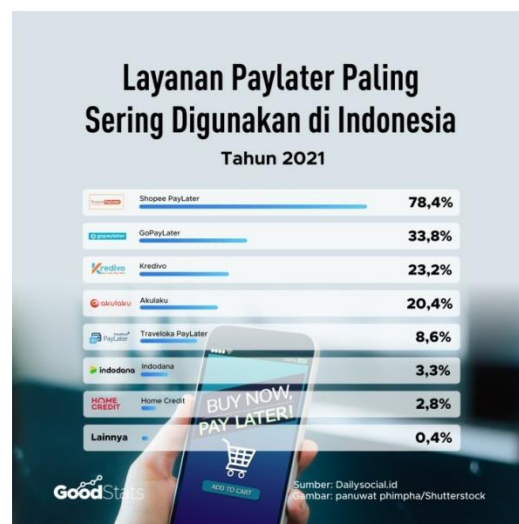 Layanan Paylater Paling
Sering Digunakan di Indonesia
Tahun 2021
Shopee PayLater
78,4%
gopaylater
GoPayLater
33,8%
Kredivo
Kredivo
23,2%
akulaku
Akulaku
20,4%
PayLater
Traveloka PayLater
8,6%
indodana
Indodana
3,3%
HOME
CREDIT
Home Credit
2,8%
Lainnya
0,4%
BUY NOW,
PAY LATER!
ADD TO CART
GoodStats
Sumber: Dailysocial.id
Gambar: panuwat phimpha/Shutterstock